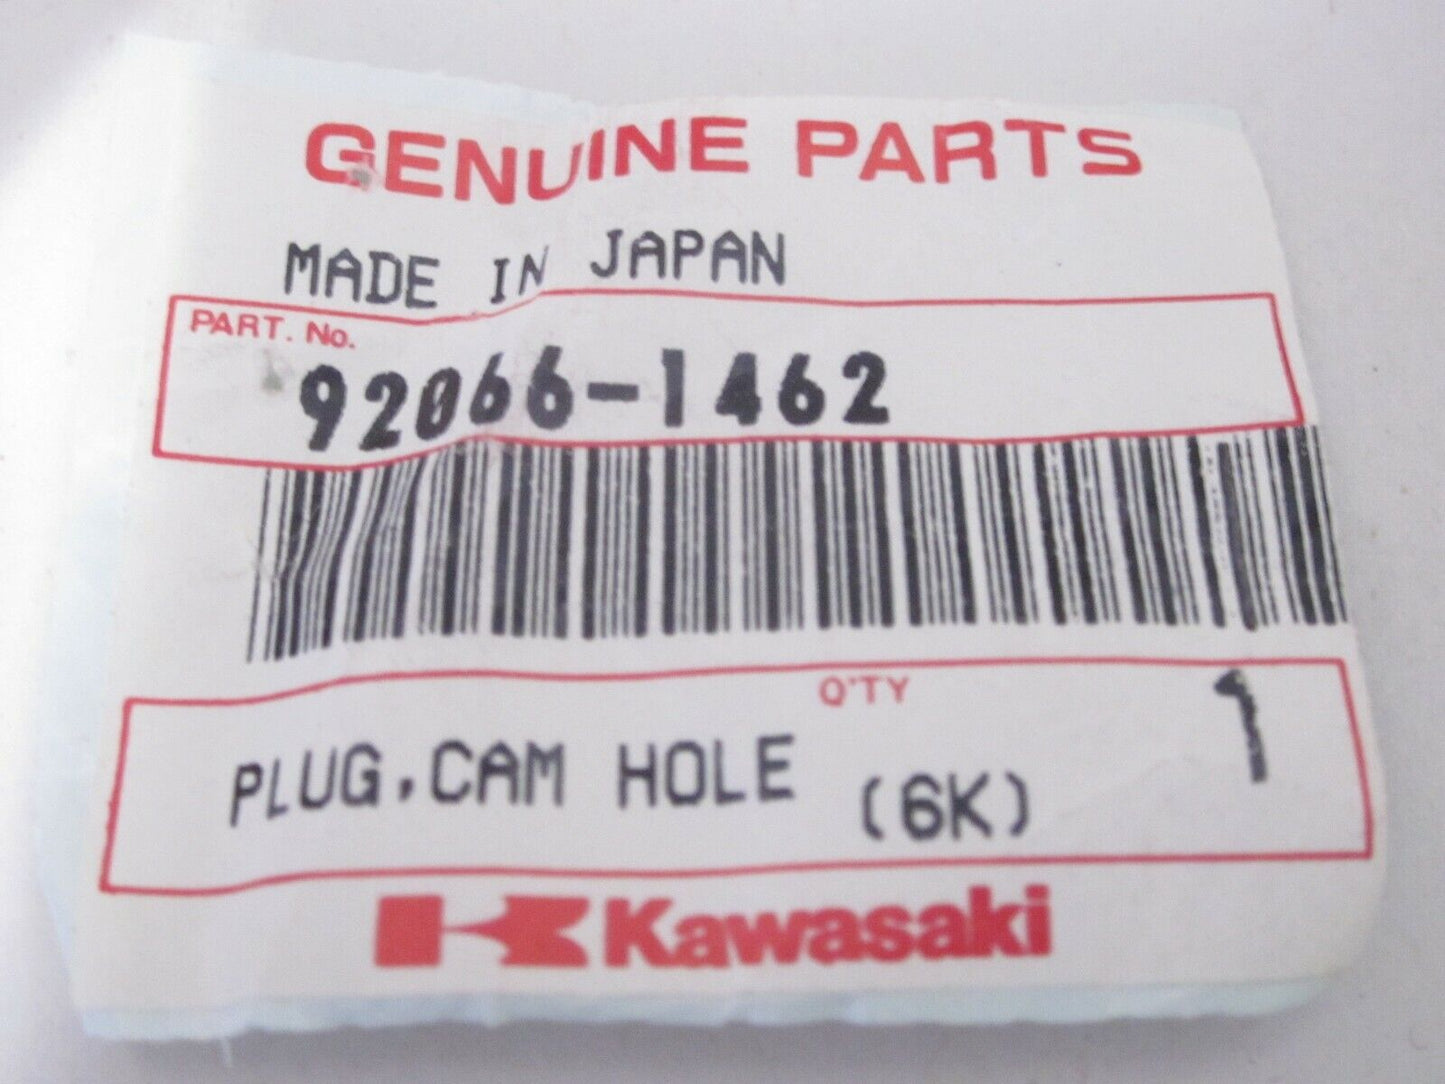 GENUINE PARTS
MADE IN JAPAN
PART. No.
92066-1462
Q'TY
1
PLUG,CAM HOLE (6K)
Kawasaki